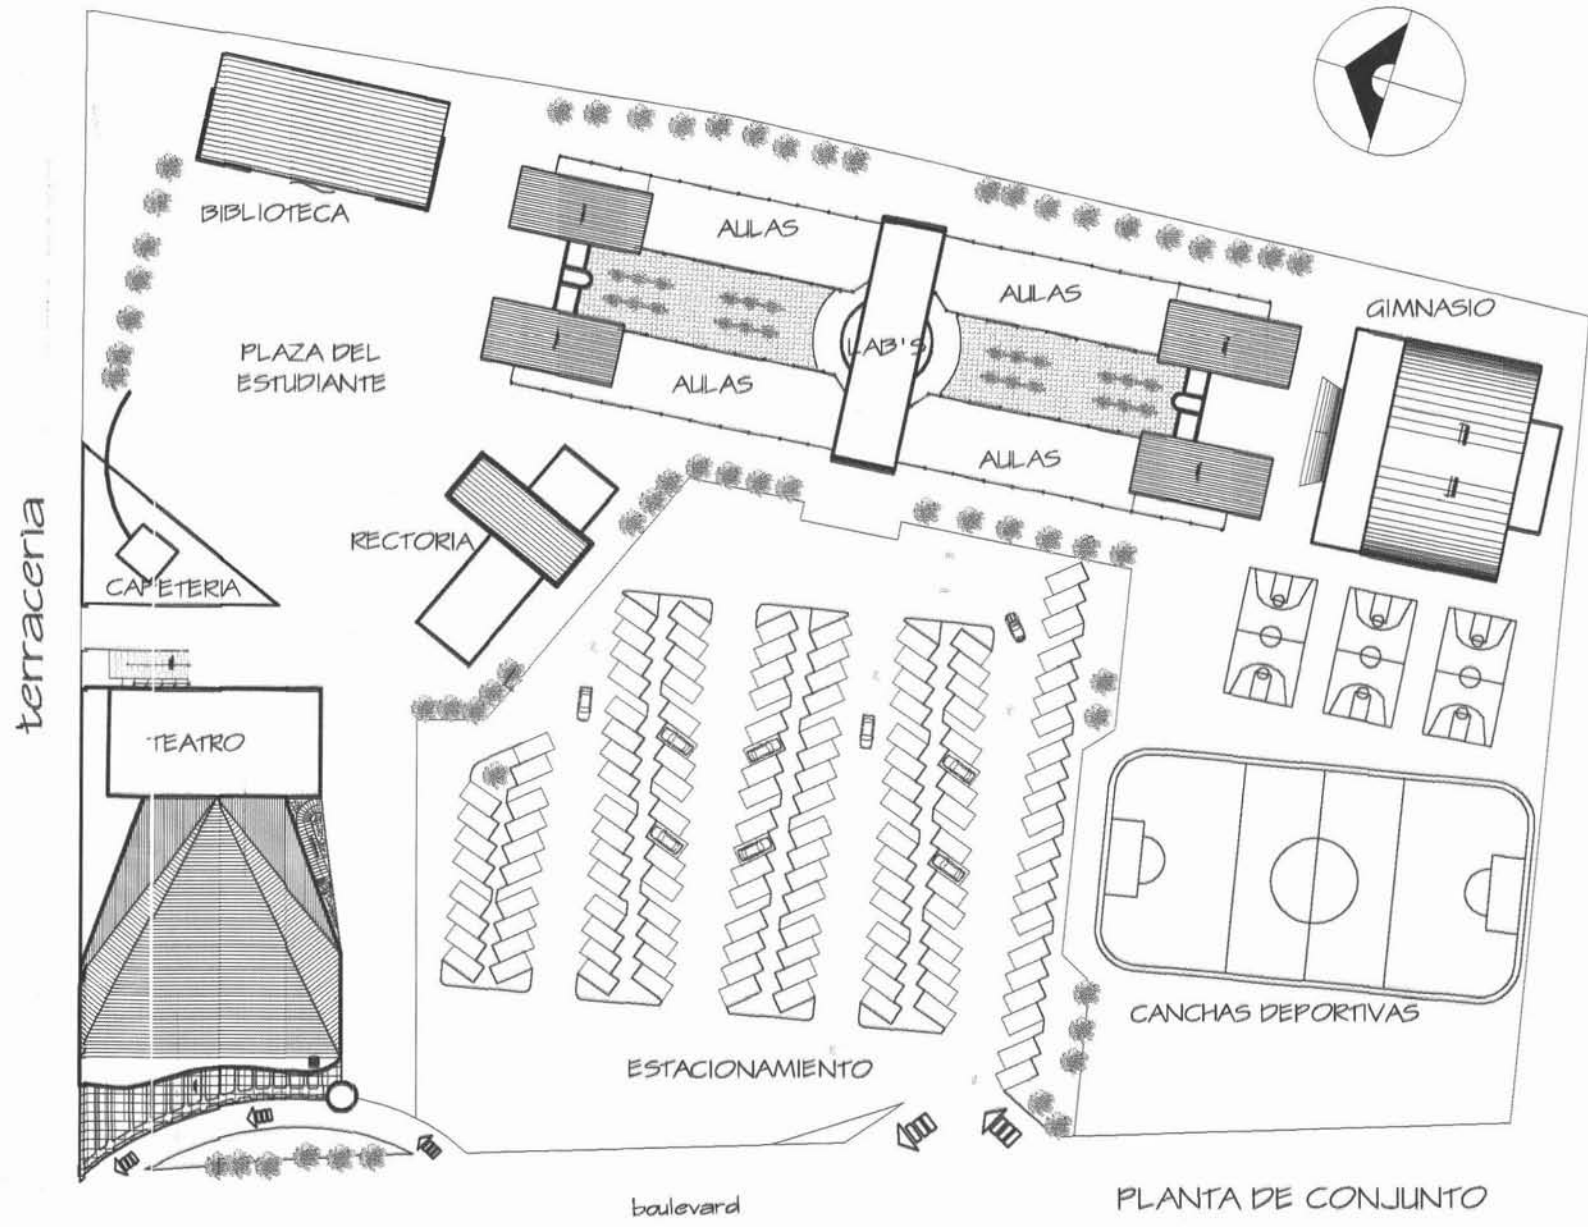 BIBLIOTECA
AULAS
AULAS
GIMNASIO
LAB'S
PLAZA DEL
ESTUDIANTE
AULAS
AULAS
RECTORIA
terraceria
CAFETERIA
TEATRO
CANCHAS DEPORTIVAS
ESTACIONAMIENTO
boulevard
PLANTA DE CONJUNTO